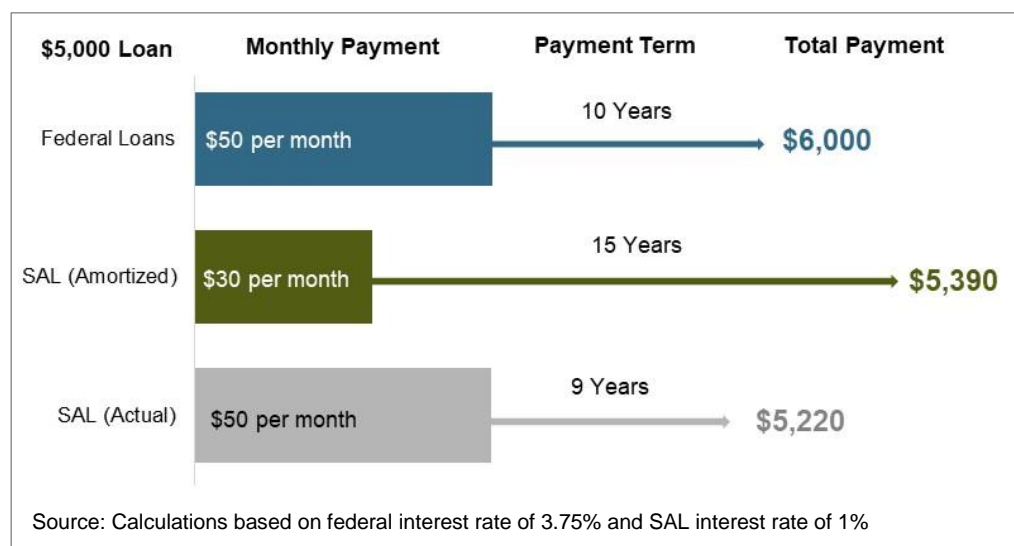 $5,000 Loan Monthly Payment Payment Term Total Payment
Federal Loans $50 per month 10 Years $6,000
SAL (Amortized) $30 per month 15 Years $5,390
SAL (Actual) $50 per month 9 Years $5,220
Source: Calculations based on federal interest rate of 3.75% and SAL interest rate of 1%